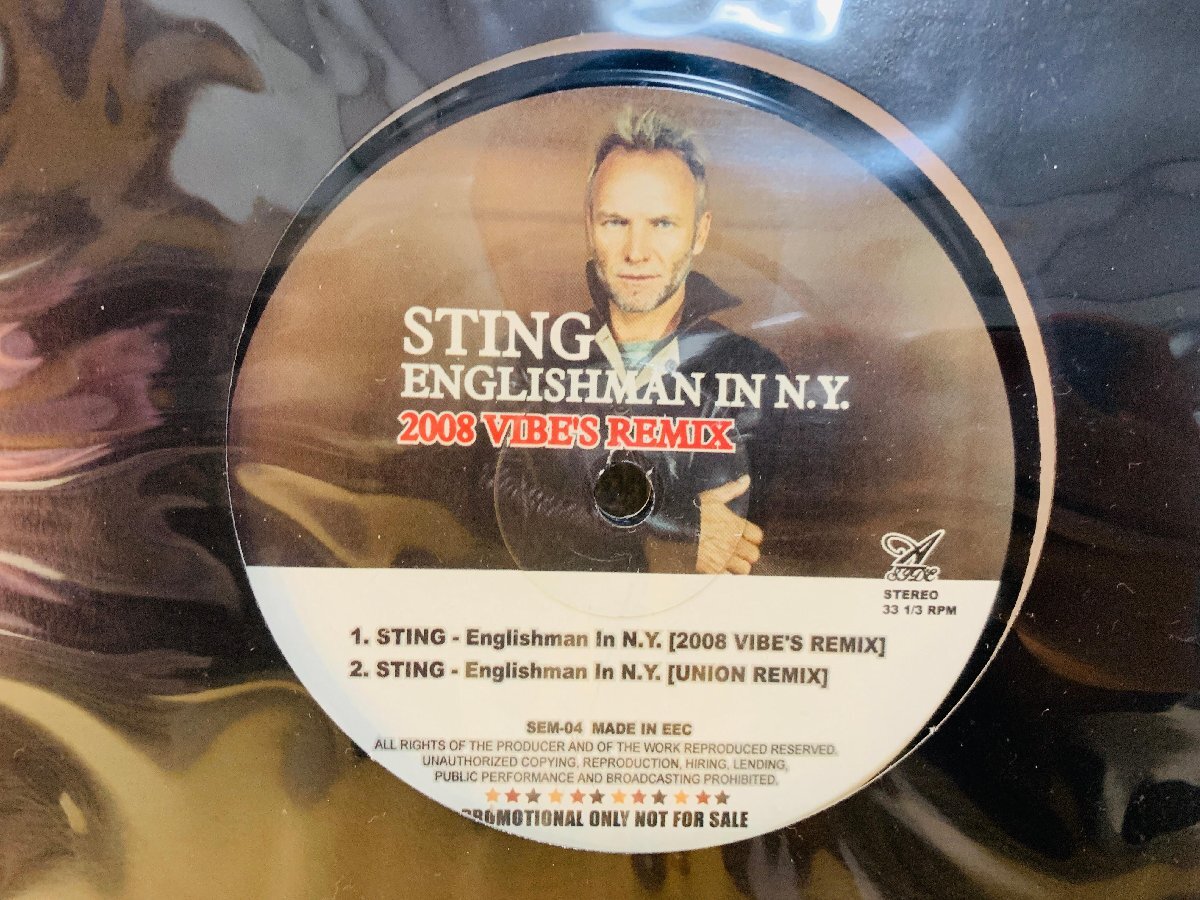 STING
ENGLISHMAN IN N.Y.
2008 VIBE'S REMIX
STEREO
33 1/3 RPM
1. STING - Englishman In N.Y. [2008 VIBE'S REMIX]
2. STING - Englishman In N.Y. [UNION REMIX]
SEM-04 MADE IN EEC
ALL RIGHTS OF THE PRODUCER AND OF THE WORK REPRODUCED RESERVED.
UNAUTHORIZED COPYING, REPRODUCTION, HIRING, LENDING,
PUBLIC PERFORMANCE AND BROADCASTING PROHIBITED.
PROMOTIONAL ONLY NOT FOR SALE